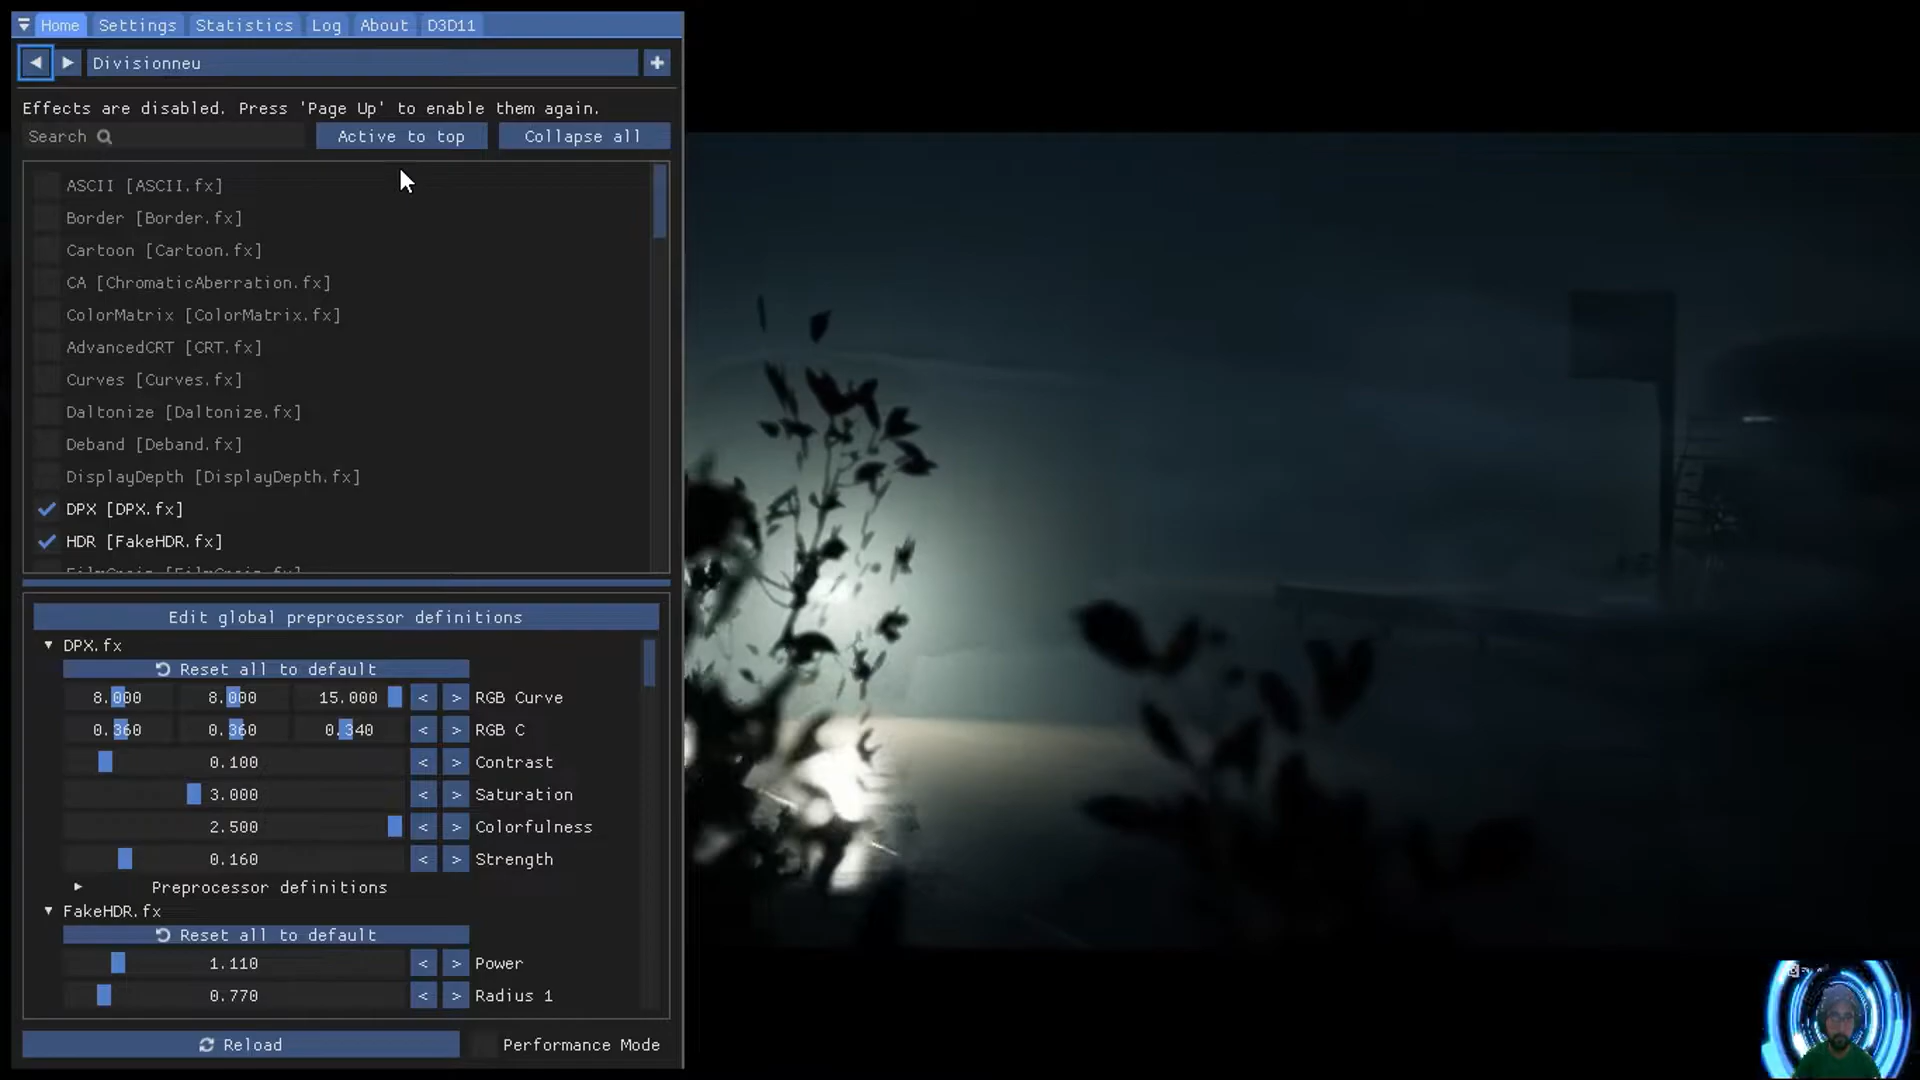 Home Settings Statistics Log About D3D11
Divisionneu
Effects are disabled. Press 'Page Up' to enable them again.
Search Active to top Collapse all
ASCII [ASCII.fx]
Border [Border.fx]
Cartoon [Cartoon.fx]
CA [ChromaticAberration.fx]
ColorMatrix [ColorMatrix.fx]
AdvancedCRT [CRT.fx]
Curves [Curves.fx]
Daltonize [Daltonize.fx]
Deband [Deband.fx]
DisplayDepth [DisplayDepth.fx]
DPX [DPX.fx]
HDR [FakeHDR.fx]
Edit global preprocessor definitions
DPX.fx
Reset all to default
8.000 8.000 15.000 < > RGB Curve
0.360 0.360 0.340 < > RGB C
0.100 < > Contrast
3.000 < > Saturation
2.500 < > Colorfulness
0.160 < > Strength
Preprocessor definitions
FakeHDR.fx
Reset all to default
1.110 < > Power
0.770 < > Radius 1
Reload Performance Mode